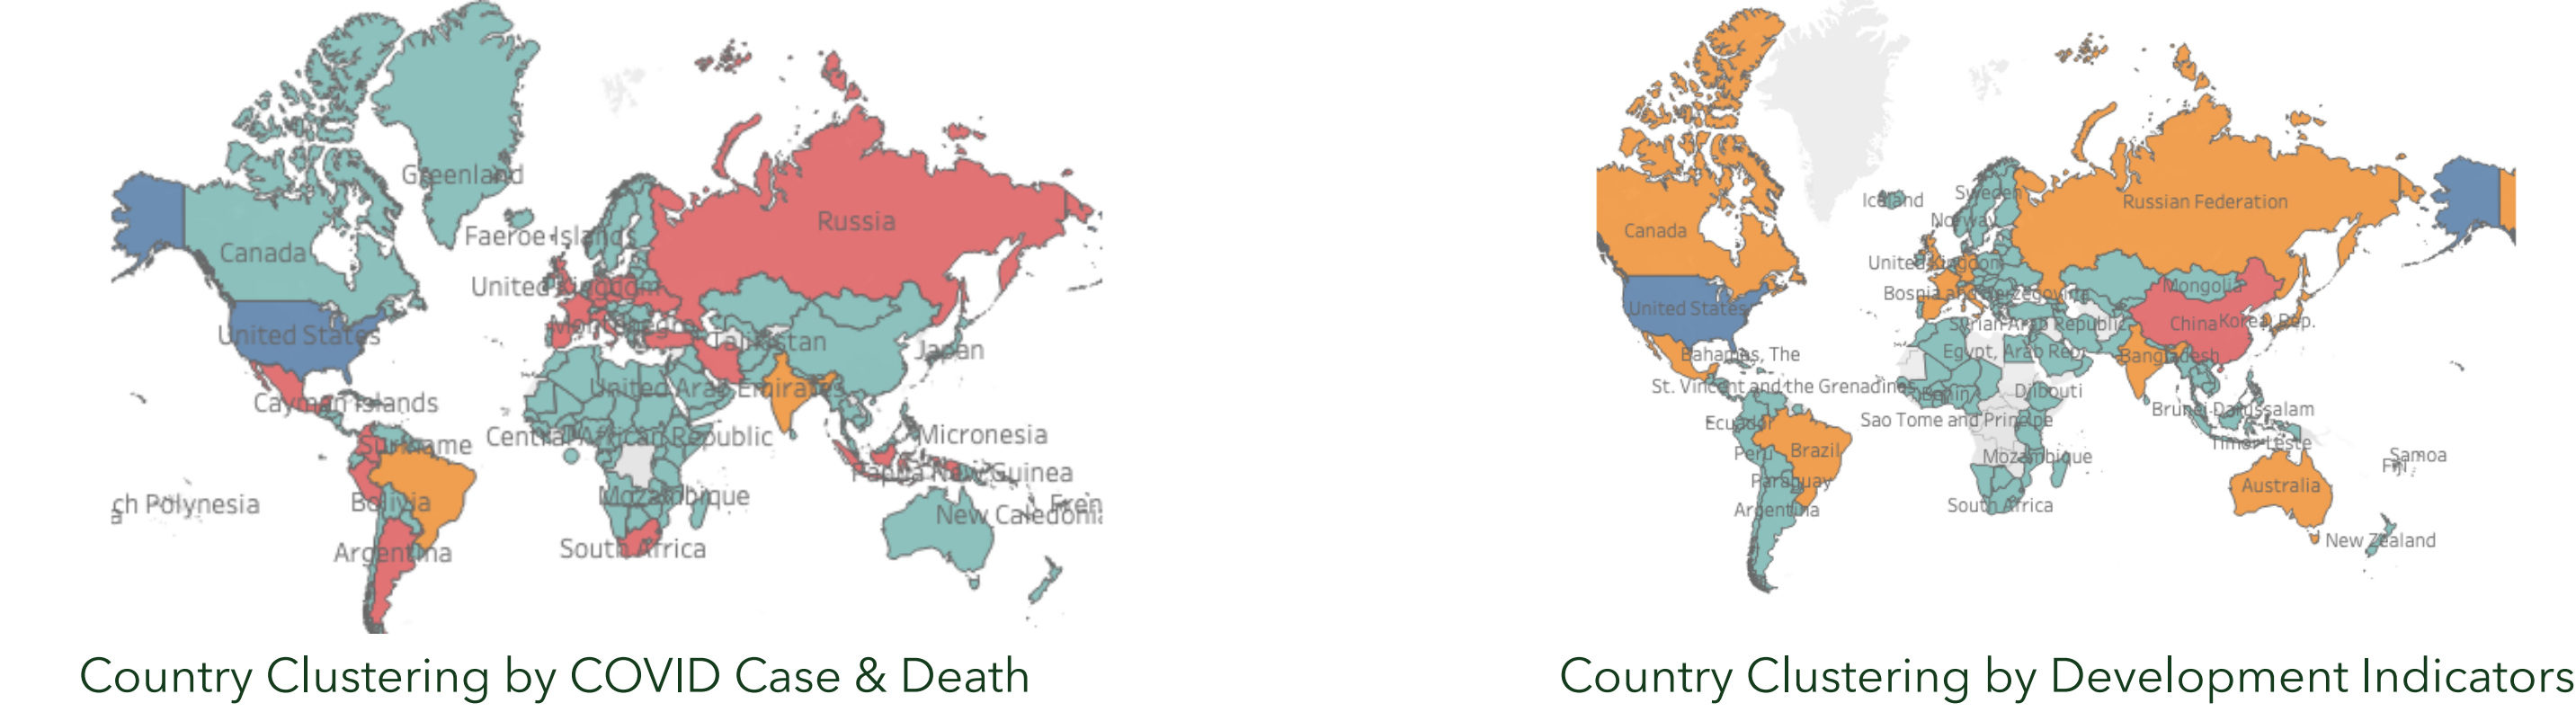 Greenland
Canada
Faeroe Islands
Russia
United Kingdom
United States
Montenegro
Tajikistan
Japan
United Arab Emirates
Cayman Islands
Suriname
Central African Republic
Micronesia
Papua New Guinea
ch Polynesia
Bolivia
Mozambique
Fren
New Caledonia
Argentina
South Africa
Country Clustering by COVID Case & Death
Iceland
Sweden
Norway
Russian Federation
Canada
United Kingdom
Bosnia and Herzegovina
Mongolia
United States
Syrian Arab Republic
China
Korea, Rep.
Bahamas, The
Egypt, Arab Rep.
Bangladesh
St. Vincent and the Grenadines
Benin
Djibouti
Ecuador
Sao Tome and Principe
Brunei Darussalam
Timor-Leste
Peru
Brazil
Mozambique
Samoa
Fiji
Paraguay
Australia
Argentina
South Africa
New Zealand
Country Clustering by Development Indicators